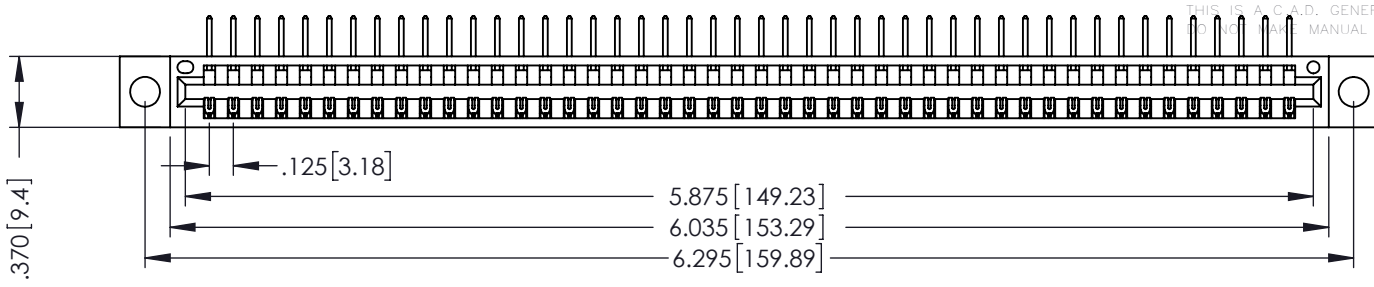 THIS IS A C.A.D. GENER
DO NOT MAKE MANUAL
.125[3.18]
5.875[149.23]
6.035[153.29]
6.295[159.89]
.370[9.4]